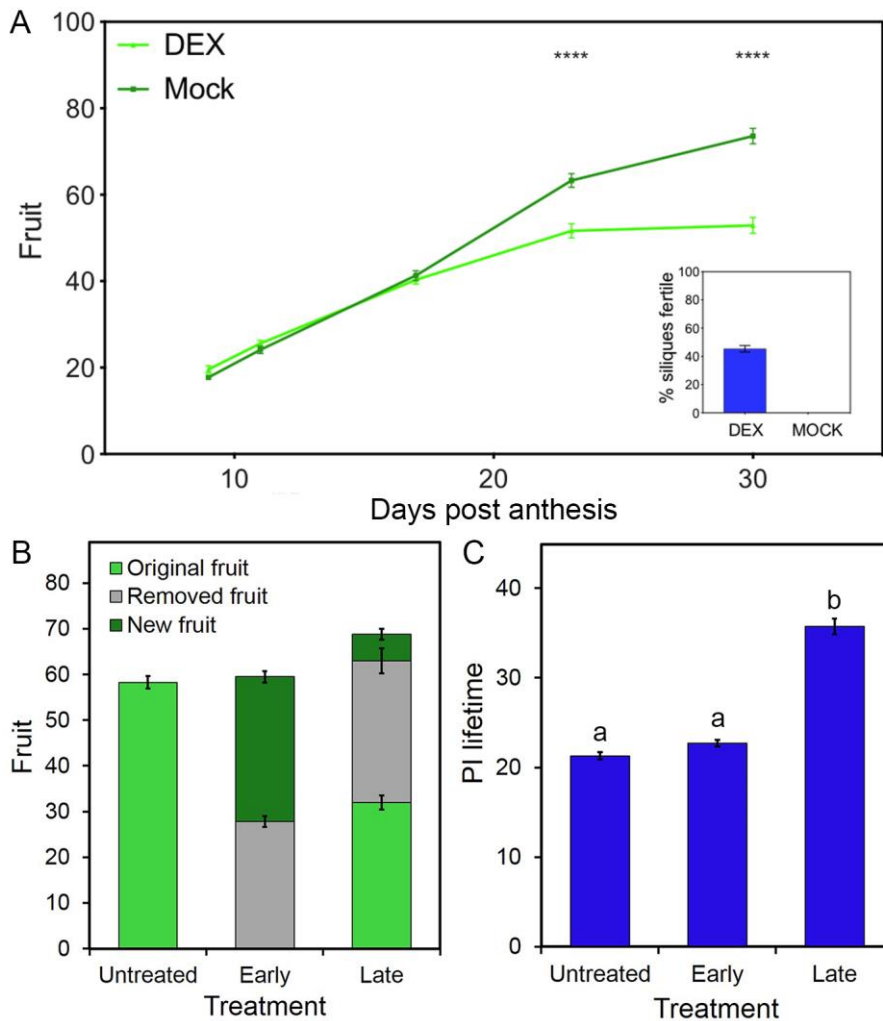 A
100
80
60
40
20
0
Fruit
DEX
Mock
****
****
10
20
30
Days post anthesis
% siliques fertile
100
80
60
40
20
0
DEX
MOCK
B
Original fruit
Removed fruit
New fruit
80
70
60
50
40
30
20
10
0
Fruit
Untreated
Early
Late
Treatment
C
40
30
20
10
0
PI lifetime
a
a
b
Untreated
Early
Late
Treatment